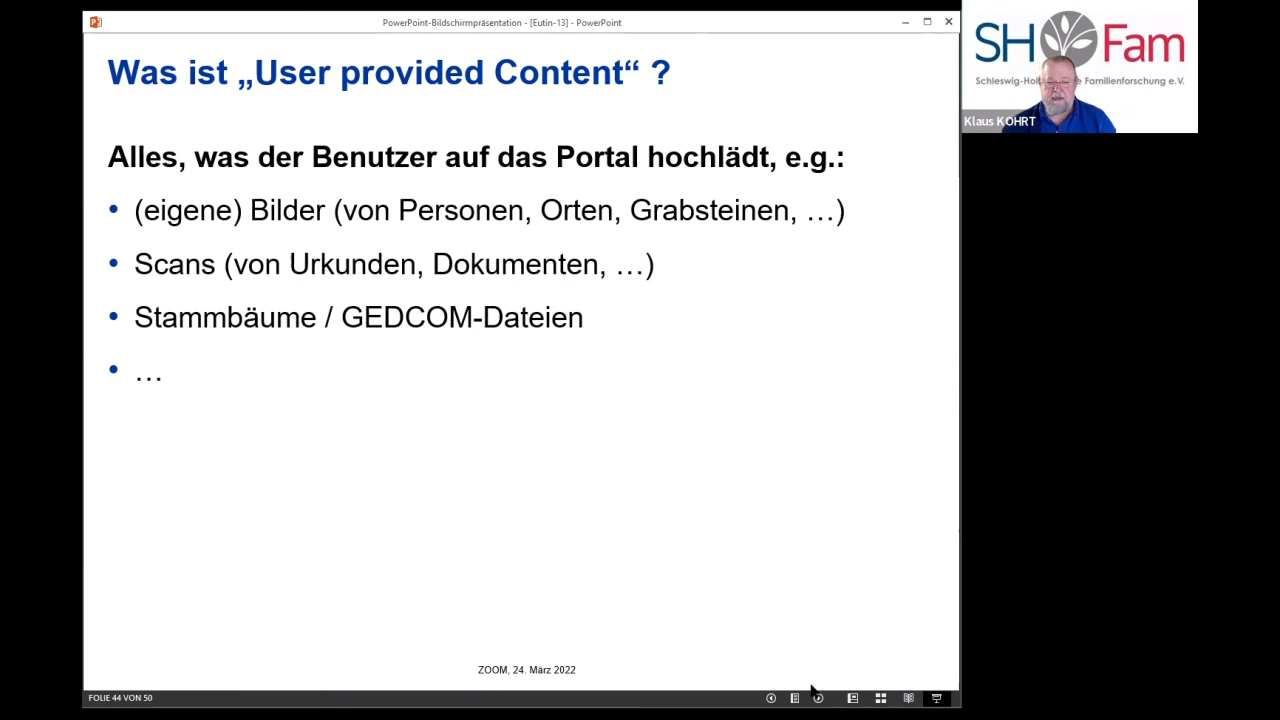 PowerPoint-Bildschirmpräsentation - [Eutin-13] - PowerPoint
Was ist „User provided Content“ ?
Alles, was der Benutzer auf das Portal hochlädt, e.g.:
• (eigene) Bilder (von Personen, Orten, Grabsteinen, …)
• Scans (von Urkunden, Dokumenten, …)
• Stammbäume / GEDCOM-Dateien
• …
ZOOM, 24. März 2022
FOLIE 44 VON 50
SH Fam
Familienforschung e.V.
Klaus KOHRT